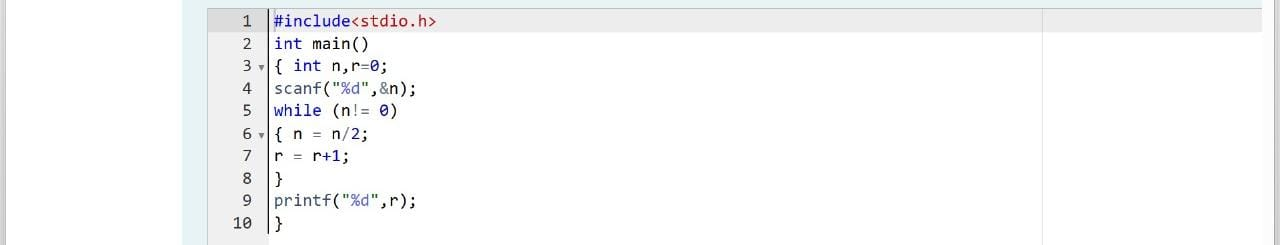 1 #include<stdio.h>
2 int main()
3 { int n,r=0;
4 scanf("%d",&n);
5 while (n!= 0)
6 { n = n/2;
7 r = r+1;
8 }
9 printf("%d",r);
10 }